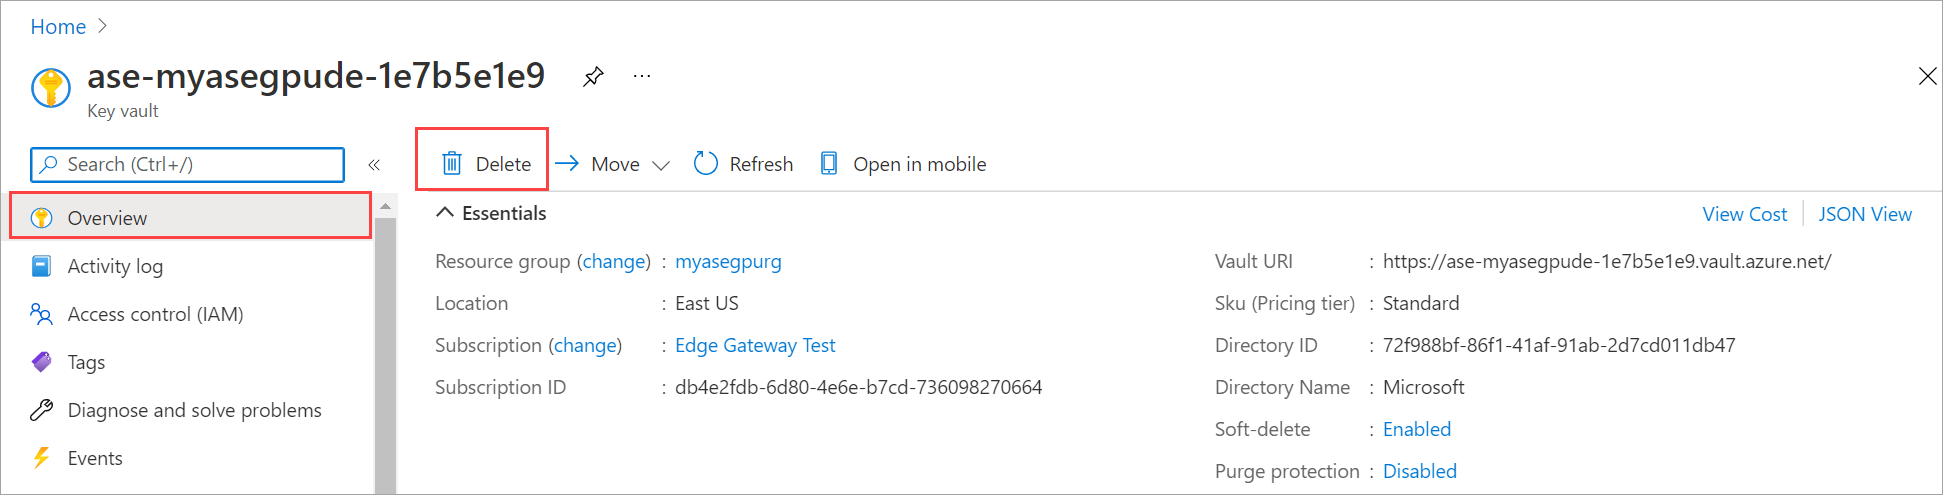 Home >
ase-myasegpude-1e7b5e1e9 ...
Key vault
Search (Ctrl+/) «
Delete Move Refresh Open in mobile
Overview
Activity log
Access control (IAM)
Tags
Diagnose and solve problems
Events
Essentials View Cost JSON View
Resource group (change) : myasegpurg
Location : East US
Subscription (change) : Edge Gateway Test
Subscription ID : db4e2fdb-6d80-4e6e-b7cd-736098270664
Vault URI : https://ase-myasegpude-1e7b5e1e9.vault.azure.net/
Sku (Pricing tier) : Standard
Directory ID : 72f988bf-86f1-41af-91ab-2d7cd011db47
Directory Name : Microsoft
Soft-delete : Enabled
Purge protection : Disabled